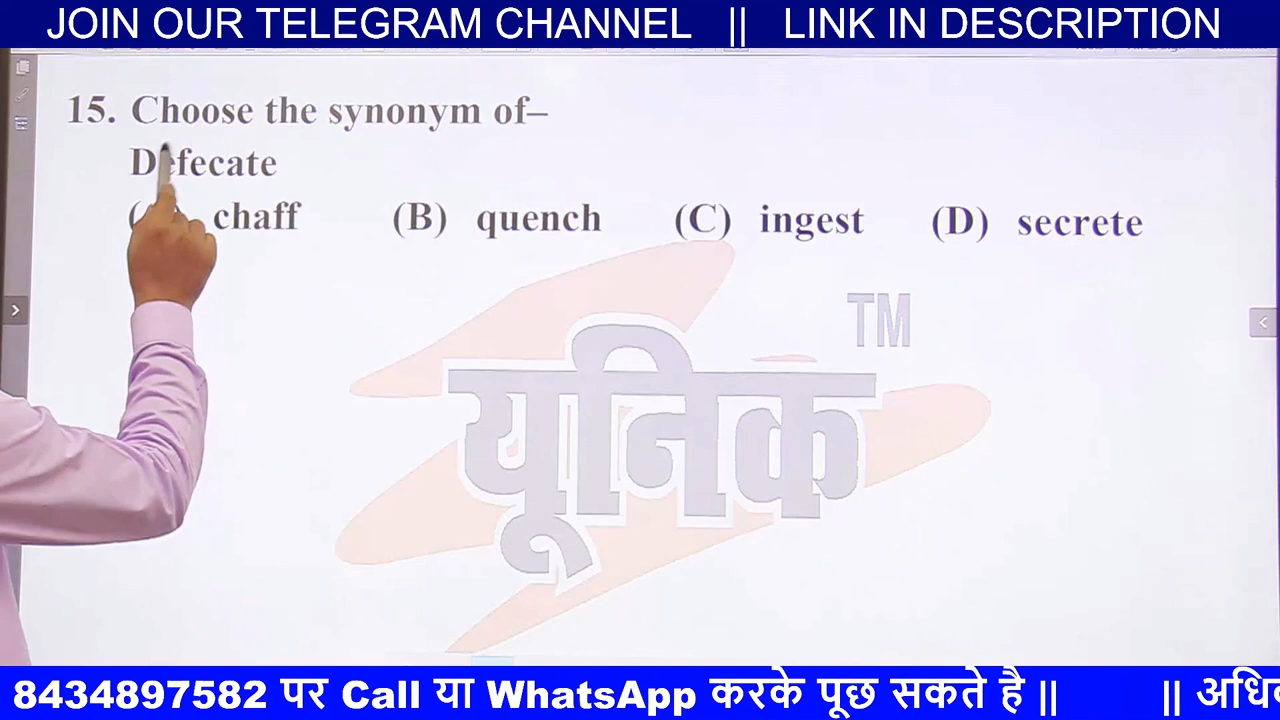 JOIN OUR TELEGRAM CHANNEL || LINK IN DESCRIPTION
15. Choose the synonym of–
Defecate
chaff (B) quench (C) ingest (D) secrete
TM
यूनिक
8434897582 पर Call या WhatsApp करके पूछ सकते है || ||